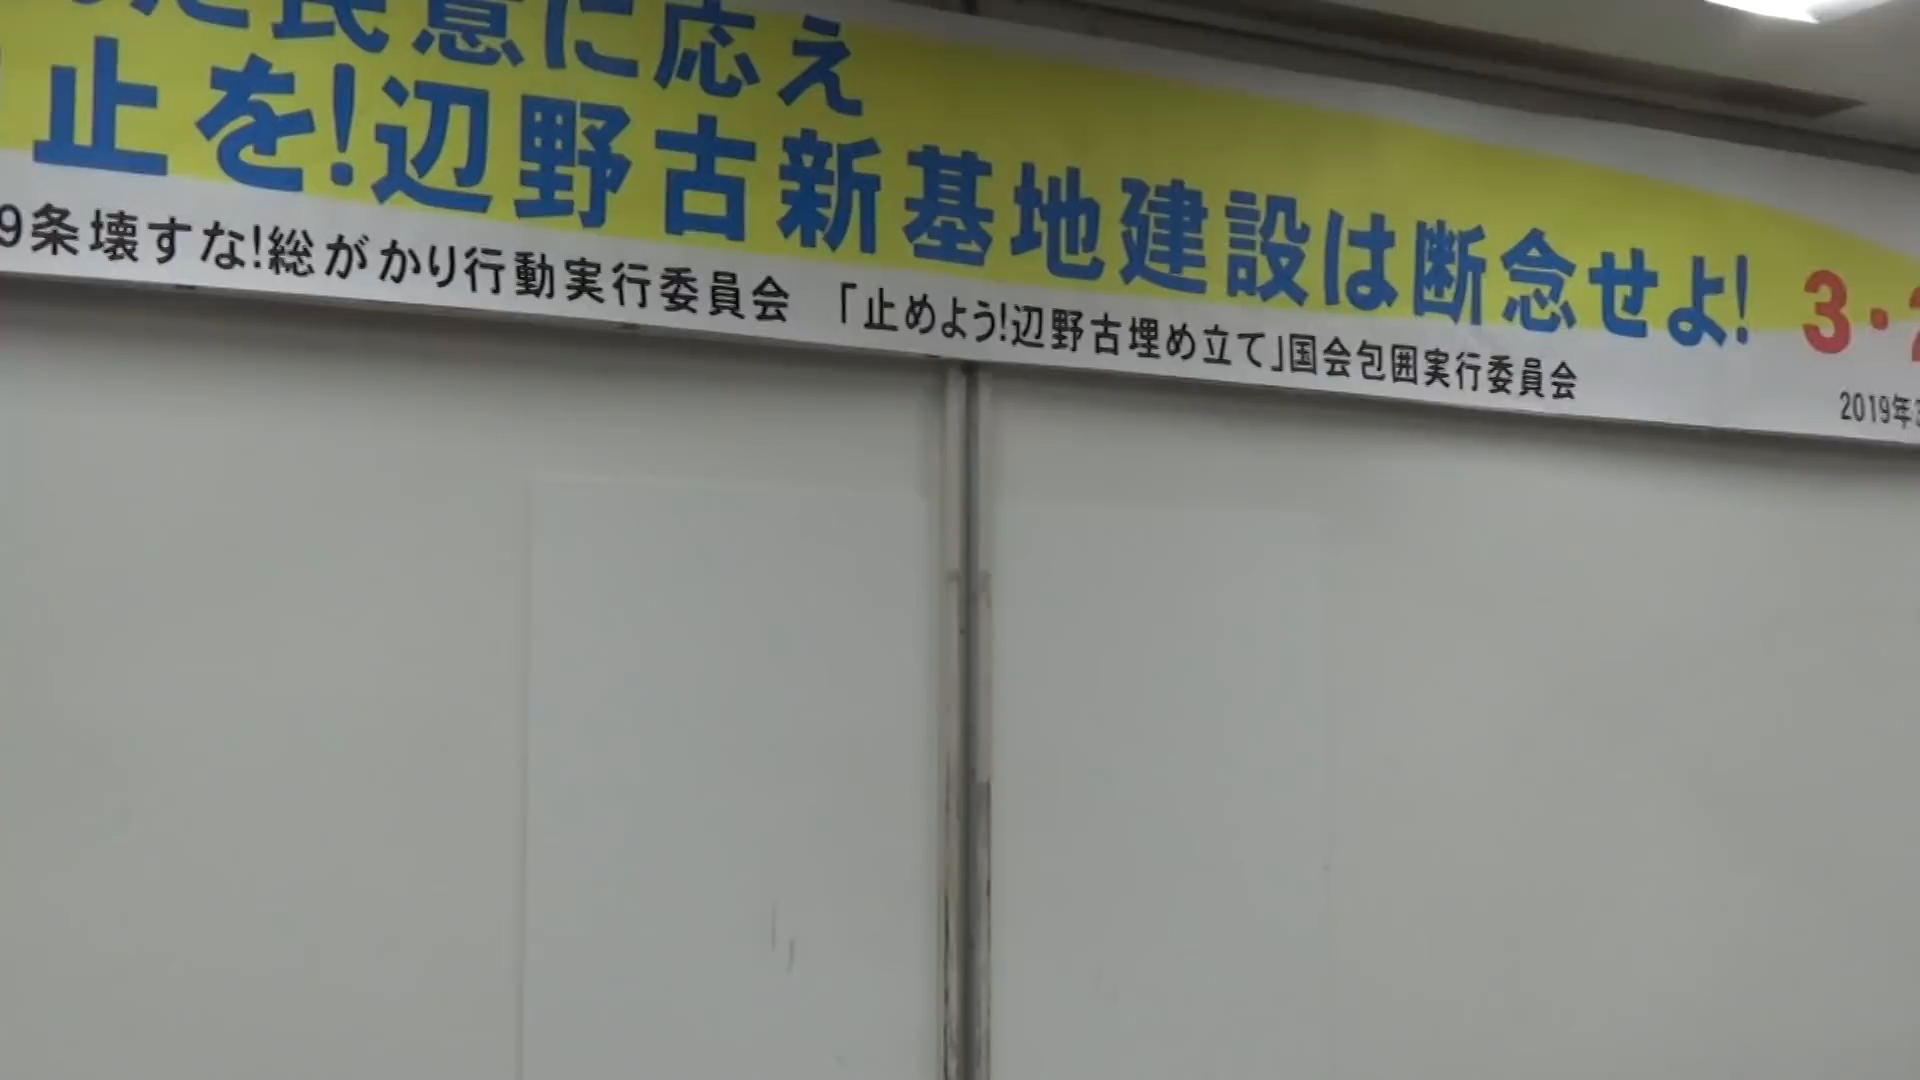 民意に応え
止を!辺野古新基地建設は断念せよ! 3・2
9条壊すな!総がかり行動実行委員会 「止めよう!辺野古埋め立て」国会包囲実行委員会
2019年3